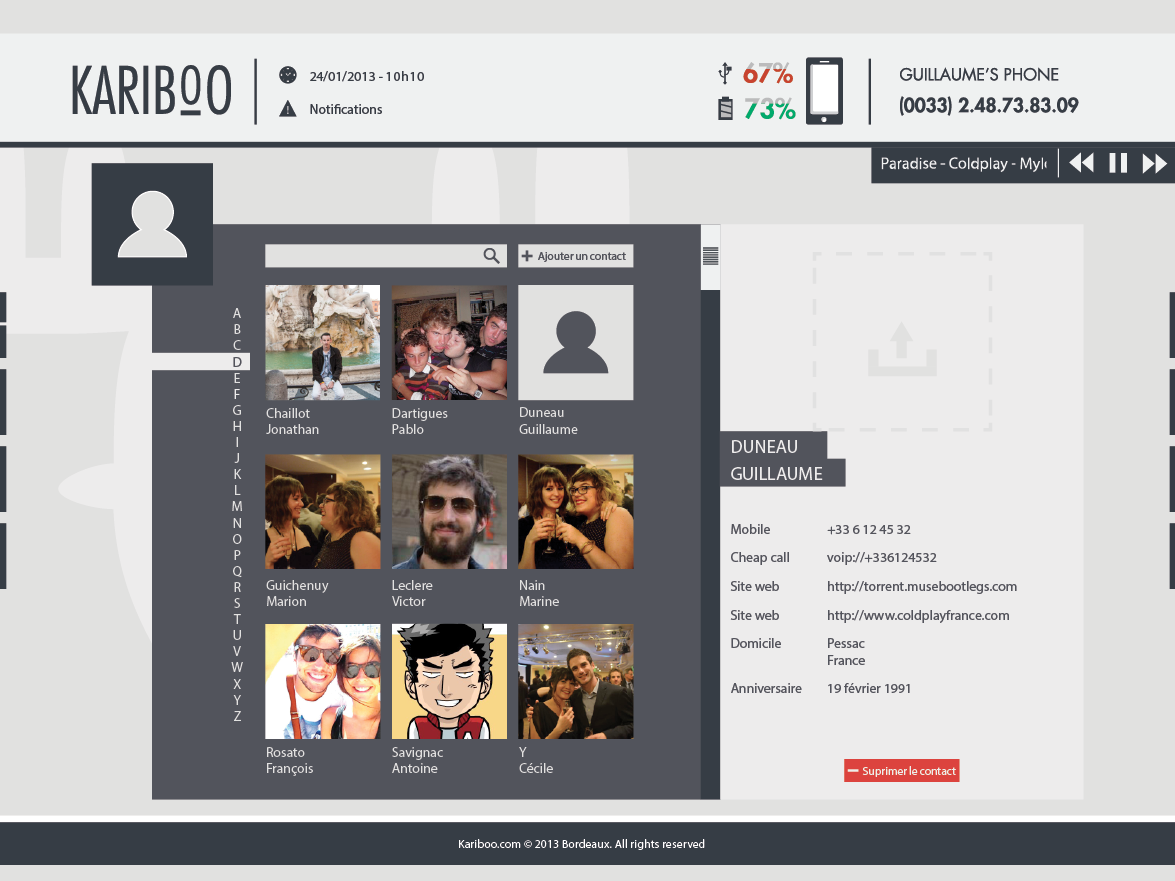 KARIBOO
24/01/2013 - 10h10
Notifications
67%
73%
GUILLAUME'S PHONE
(0033) 2.48.73.83.09
Paradise - Coldplay - Myl
Ajouter un contact
A
B
C
D
E
F
G
H
I
J
K
L
M
N
O
P
Q
R
S
T
U
V
W
X
Y
Z
Chaillot
Jonathan
Dartigues
Pablo
Duneau
Guillaume
Guichenuy
Marion
Leclere
Victor
Nain
Marine
Rosato
François
Savignac
Antoine
Y
Cécile
DUNEAU
GUILLAUME
Mobile +33 6 12 45 32
Cheap call voip://+336124532
Site web http://torrent.musebootlegs.com
Site web http://www.coldplayfrance.com
Domicile Pessac
France
Anniversaire 19 février 1991
Suprimer le contact
Kariboo.com © 2013 Bordeaux. All rights reserved